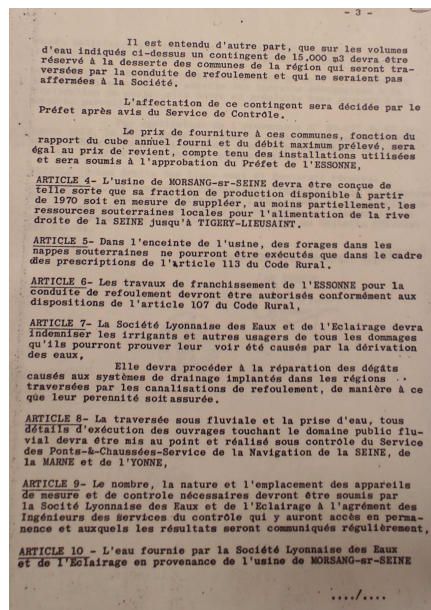 - 3 -
Il est entendu d'autre part, que sur les volumes
d'eau indiqués ci-dessus un contingent de 15.000 m3 devra être
réservé à la desserte des communes de la région qui seront tra-
versées par la conduite de refoulement et qui ne seraient pas
affermées à la Société.
L'affectation de ce contingent sera décidée par le
Préfet après avis du Service de Contrôle.
Le prix de fourniture à ces communes, fonction du
rapport du cube annuel fourni et du débit maximum prélevé, sera
égal au prix de revient, compte tenu des installations utilisées
et sera soumis à l'approbation du Préfet de l'ESSONNE,
ARTICLE 4- L'usine de MORSANG-sr-SEINE devra être conçue de
telle sorte que sa fraction de production disponible à partir
de 1970 soit en mesure de suppléer, au moins partiellement, les
ressources souterraines locales pour l'alimentation de la rive
droite de la SEINE jusqu'à TIGERY-LIEUSAINT.
ARTICLE 5- Dans l'enceinte de l'usine, des forages dans les
nappes souterraines ne pourront être exécutés que dans le cadre
des prescriptions de l'article 113 du Code Rural.
ARTICLE 6- Les travaux de franchissement de l'ESSONNE pour la
conduite de refoulement devront être autorisés conformément aux
dispositions de l'article 107 du Code Rural,
ARTICLE 7- La Société Lyonnaise des Eaux et de l'Eclairage devra
indemniser les irrigants et autres usagers de tous les dommages
qu'ils pourront prouver leur voir été causés par la dérivation
des eaux,
Elle devra procéder à la réparation des dégâts
causés aux systèmes de drainage implantés dans les régions
traversées par les canalisations de refoulement, de manière à ce
que leur perennité soit assurée.
ARTICLE 8- La traversée sous fluviale et la prise d'eau, tous
détails d'exécution des ouvrages touchant le domaine public flu-
vial devra être mis au point et réalisé sous contrôle du Service
des Ponts-&-Chaussées-Service de la Navigation de la SEINE, de
la MARNE et de l'YONNE,
ARTICLE 9- Le nombre, la nature et l'emplacement des appareils
de mesure et de controle nécessaires devront être soumis par
la Socité Lyonnaise des Eaux et de l'Eclairage à l'agrément des
Ingénieurs des Services du contrôle qui y auront accès en perma-
nence et auxquels les résultats seront communiqués régulièrement,
ARTICLE 10 - L'eau fournie par la Société Lyonnaise des Eaux
et de l'Eclairage en provenance de l'usine de MORSANG-sr-SEINE
..../....